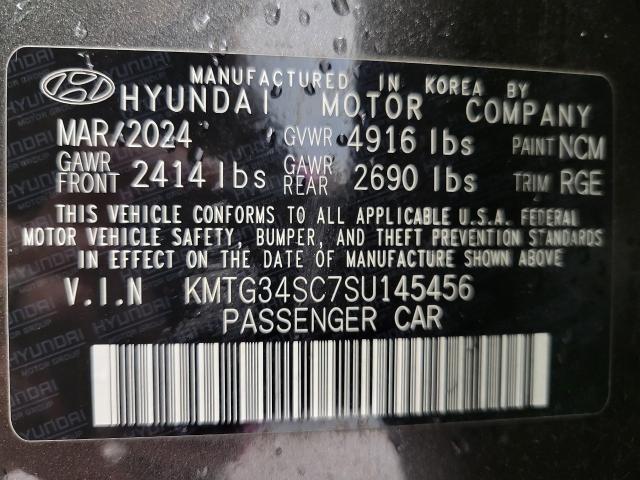 MANUFACTURED IN KOREA BY
HYUNDAI MOTOR COMPANY
MAR/2024 GVWR 4916 lbs PAINT NCM
GAWR FRONT 2414 lbs GAWR REAR 2690 lbs TRIM RGE
THIS VEHICLE CONFORMS TO ALL APPLICABLE U.S.A. FEDERAL
MOTOR VEHICLE SAFETY, BUMPER, AND THEFT PREVENTION STANDARDS
IN EFFECT ON THE DATE OF MANUFACTURE SHOWN ABOVE.
V.I.N KMTG34SC7SU145456
PASSENGER CAR